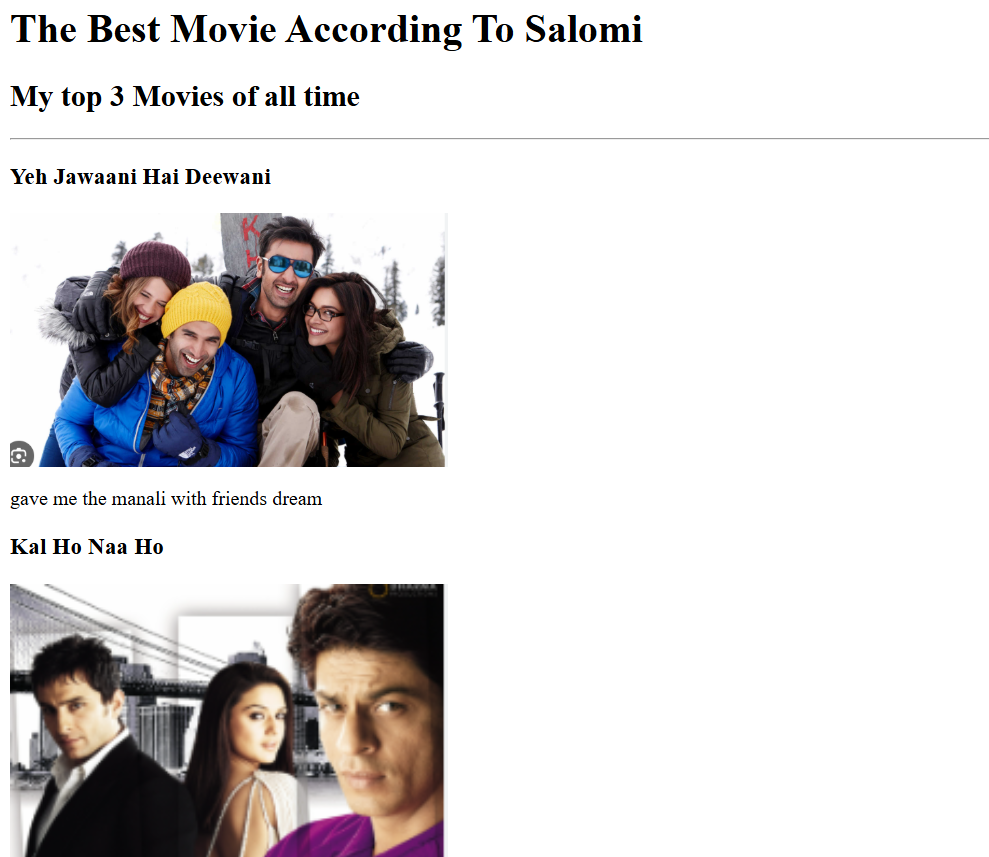 The Best Movie According To Salomi
My top 3 Movies of all time
Yeh Jawaani Hai Deewani
gave me the manali with friends dream
Kal Ho Naa Ho